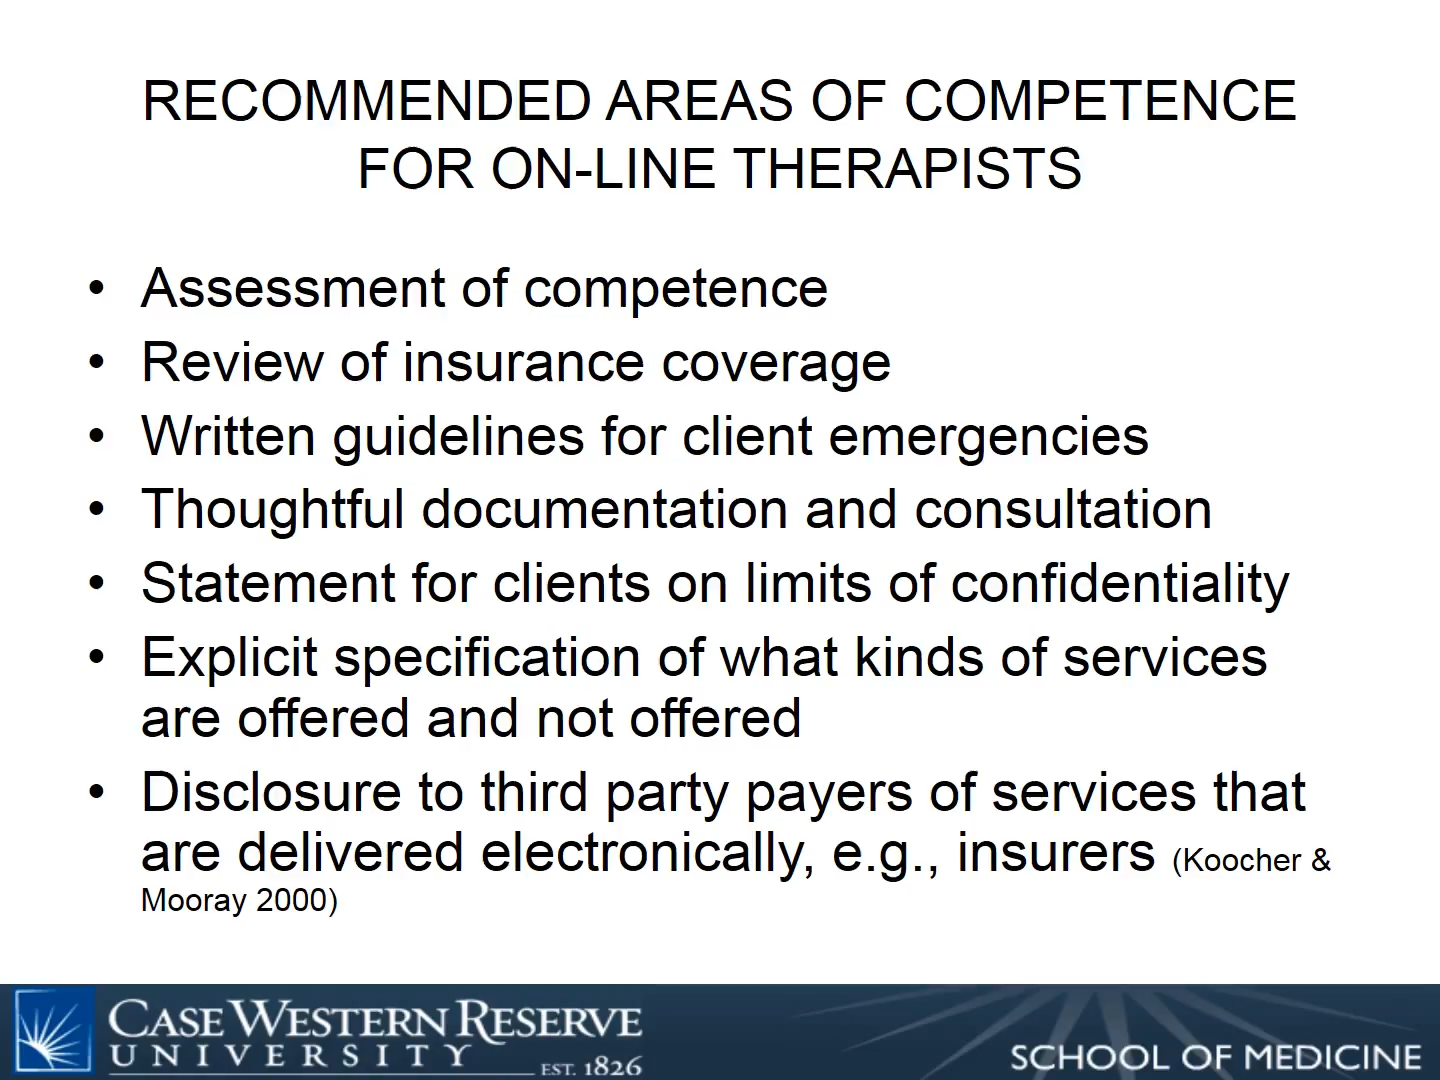 RECOMMENDED AREAS OF COMPETENCE
FOR ON-LINE THERAPISTS
• Assessment of competence
• Review of insurance coverage
• Written guidelines for client emergencies
• Thoughtful documentation and consultation
• Statement for clients on limits of confidentiality
• Explicit specification of what kinds of services
are offered and not offered
• Disclosure to third party payers of services that
are delivered electronically, e.g., insurers (Koocher &
Mooray 2000)
CASE WESTERN RESERVE
UNIVERSITY
EST. 1826
SCHOOL OF MEDICINE